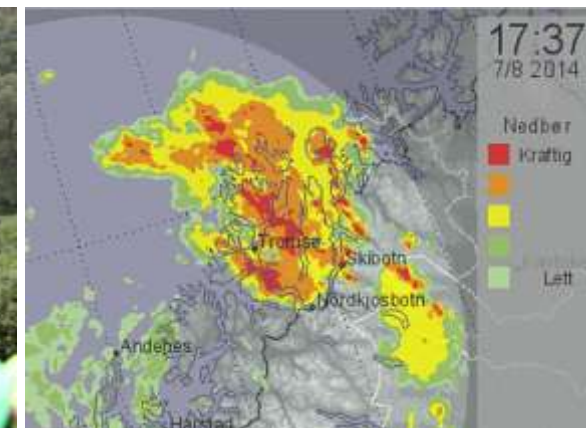 17:37
7/8 2014
Nedbør
Kraftig
Lett
Tromsø
Skibotn
Nordkjosbotn
Andenes
Harstad